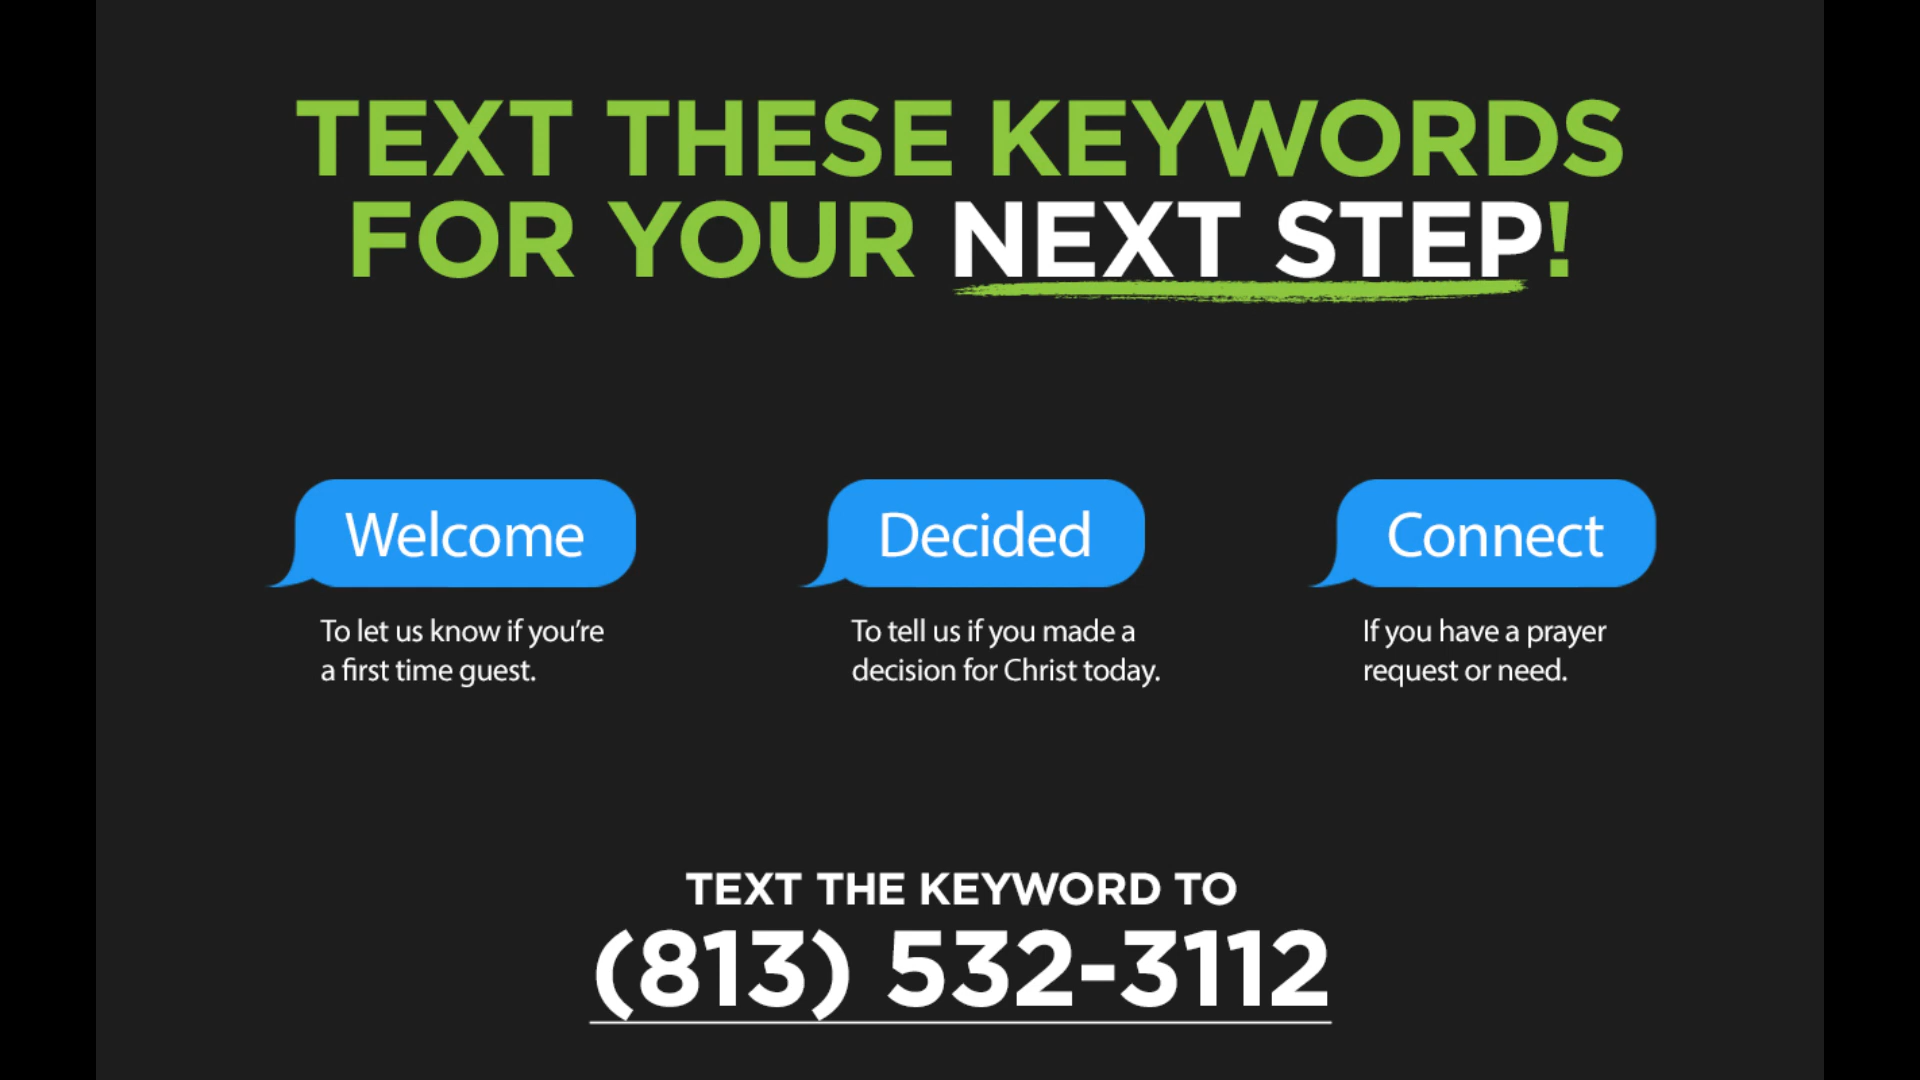 TEXT THESE KEYWORDS
FOR YOUR NEXT STEP!
Welcome
To let us know if you're
a first time guest.
Decided
To tell us if you made a
decision for Christ today.
Connect
If you have a prayer
request or need.
TEXT THE KEYWORD TO
(813) 532-3112